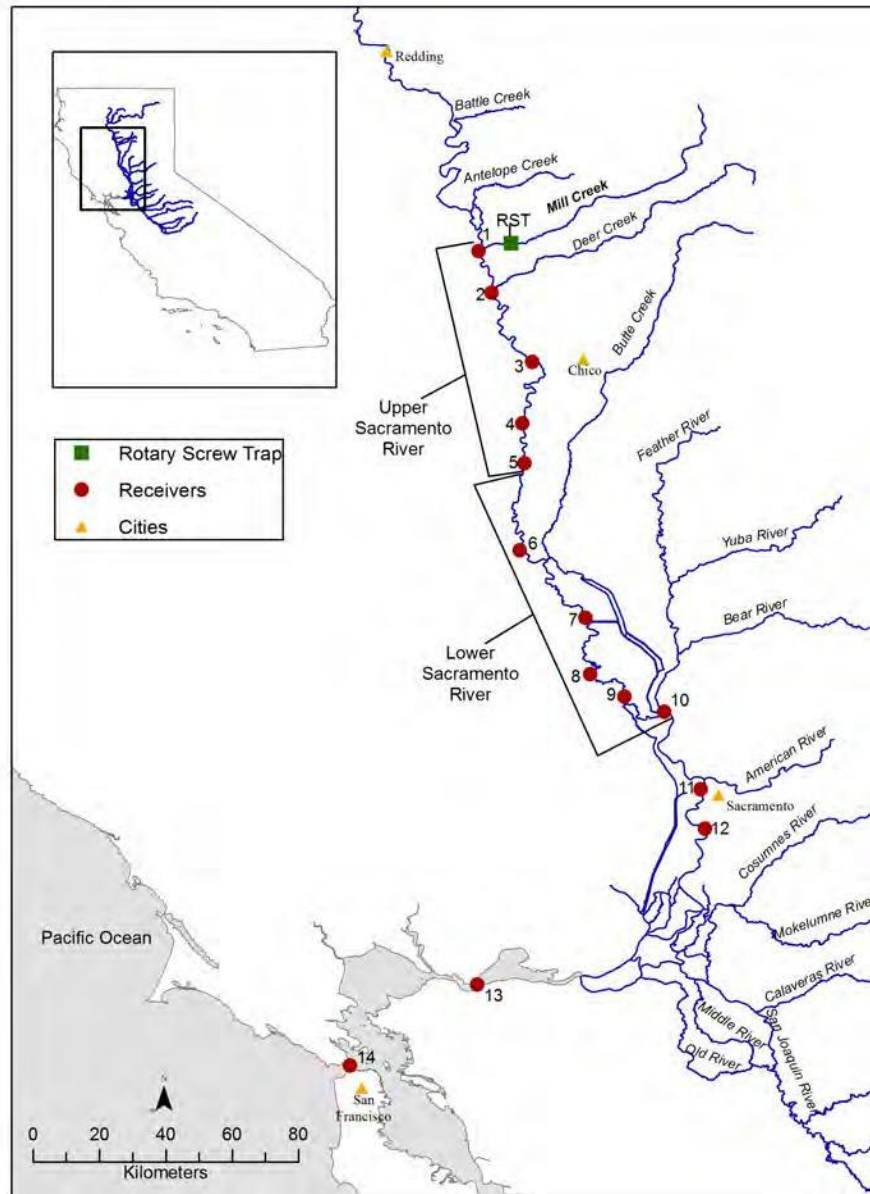 Redding
Battle Creek
Antelope Creek
Mill Creek
RST
1
Deer Creek
2
Butte Creek
3
Chico
Upper
Sacramento
River
4
5
Feather River
Rotary Screw Trap
Receivers
Cities
6
Yuba River
7
Bear River
Lower
Sacramento
River
8
9
10
American River
11
Sacramento
12
Cosumnes River
Mokelumne River
Pacific Ocean
13
Calaveras River
Middle River
San Joaquin River
Old River
14
San
Francisco
N
0 20 40 60 80
Kilometers